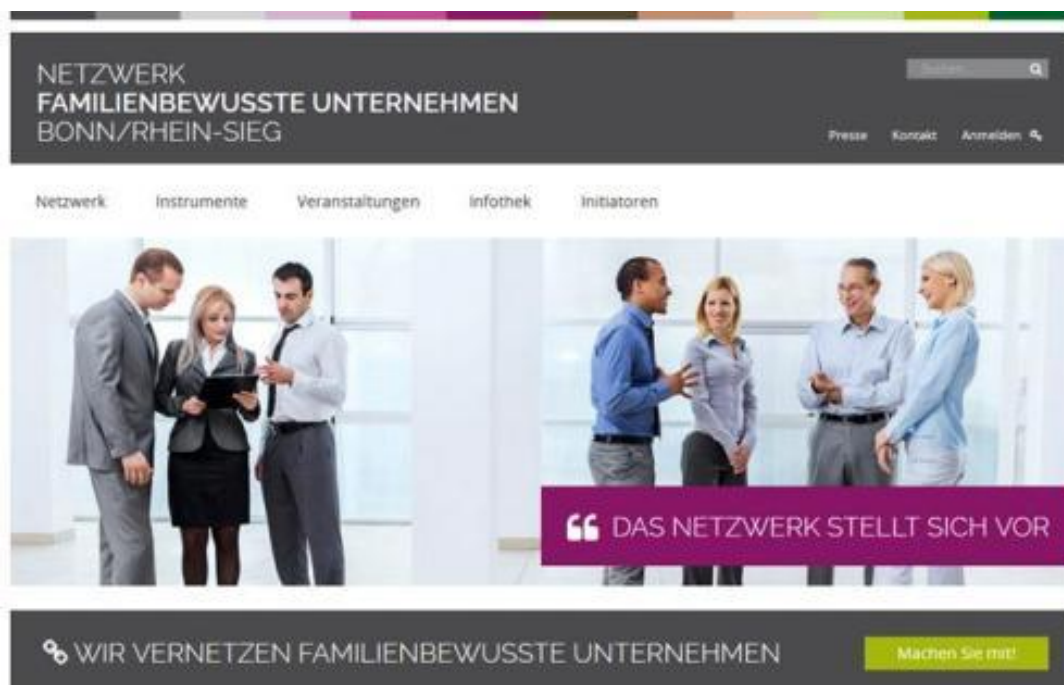 NETZWERK
FAMILIENBEWUSSTE UNTERNEHMEN
BONN/RHEIN-SIEG
Suchen...
Presse Kontakt Anmelden
Netzwerk Instrumente Veranstaltungen Infothek Initiatoren
DAS NETZWERK STELLT SICH VOR
WIR VERNETZEN FAMILIENBEWUSSTE UNTERNEHMEN
Machen Sie mit!